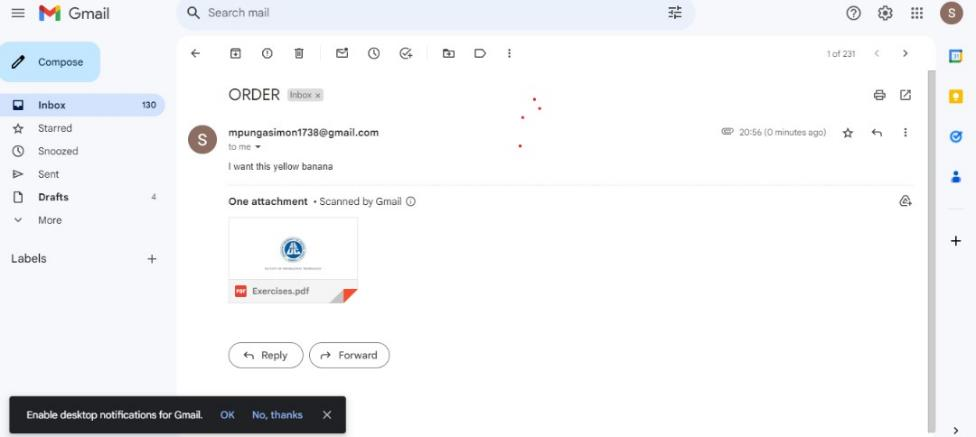 Gmail
Search mail
Compose
Inbox 130
Starred
Snoozed
Sent
Drafts 4
More
Labels
1 of 231
ORDER Inbox x
S
mpungasimon1738@gmail.com
20:56 (0 minutes ago)
to me
I want this yellow banana
One attachment • Scanned by Gmail
PDF Exercises.pdf
Reply
Forward
Enable desktop notifications for Gmail. OK No, thanks
S